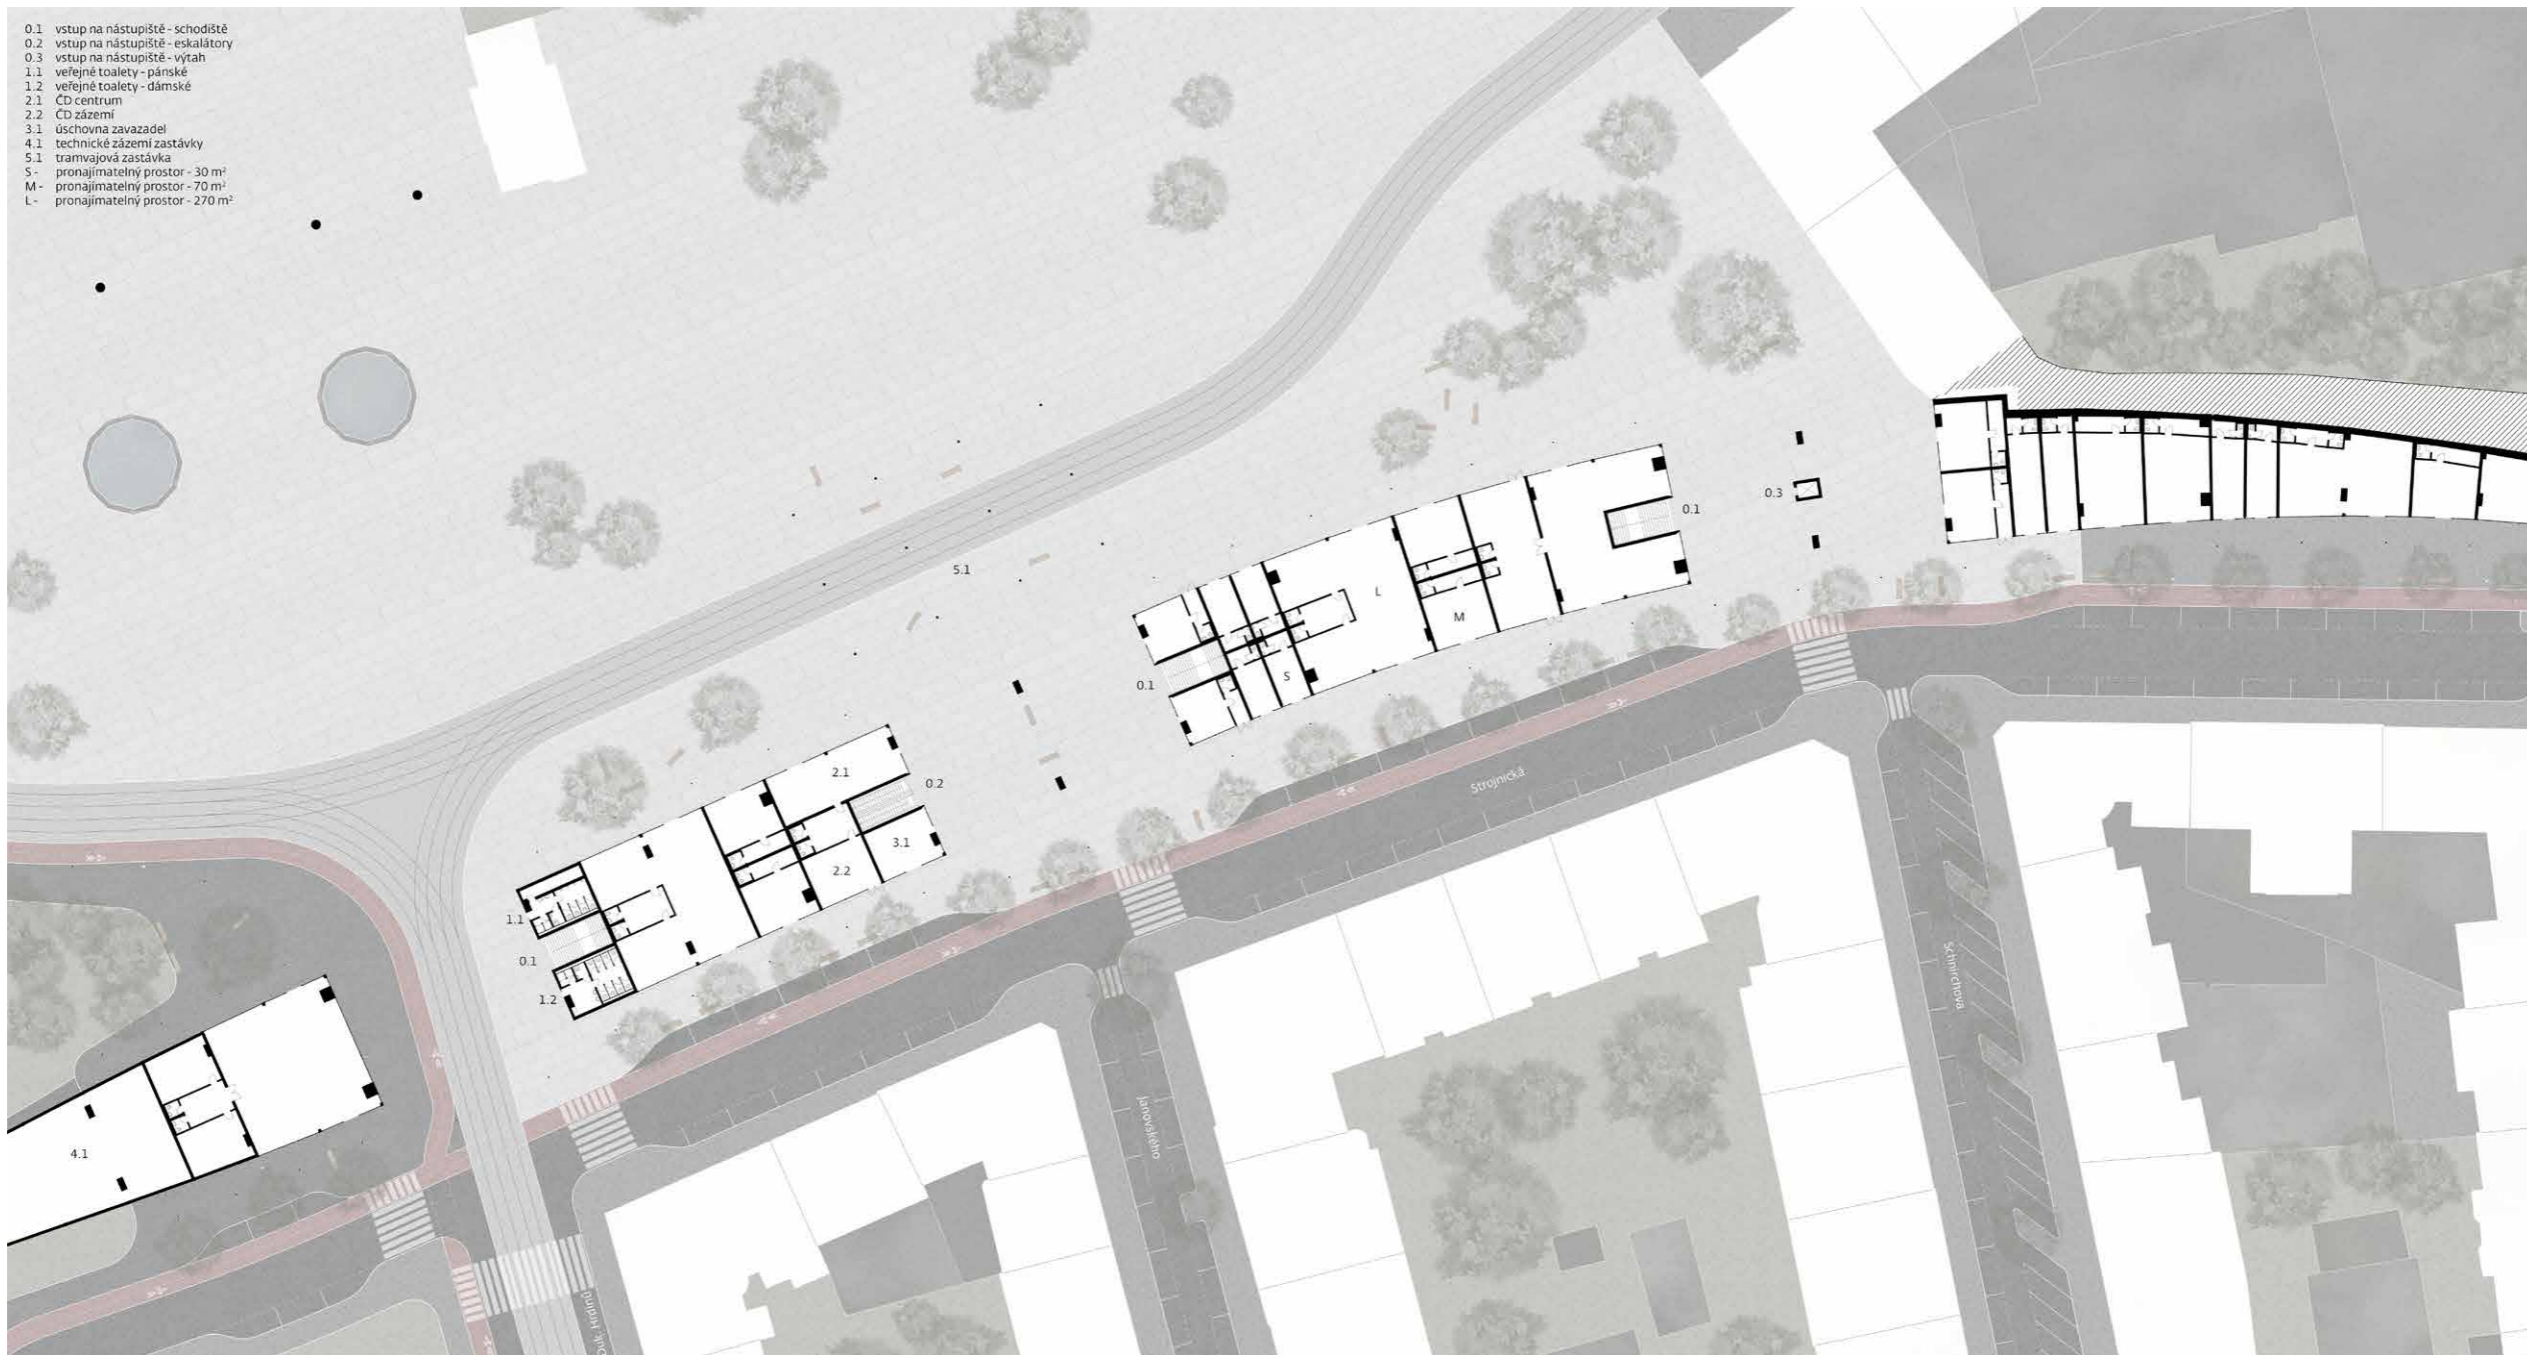 0.1 vstup na nástupiště - schodiště
0.2 vstup na nástupiště - eskalátory
0.3 vstup na nástupiště - výtah
1.1 veřejné toalety - pánské
1.2 veřejné toalety - dámské
2.1 ČD centrum
2.2 ČD zázemí
3.1 úschovna zavazadel
4.1 technické zázemí zastávky
5.1 tramvajová zastávka
S - pronajímatelný prostor - 30 m²
M - pronajímatelný prostor - 70 m²
L - pronajímatelný prostor - 270 m²
0.3
0.1
5.1
L
M
S
0.1
2.1
0.2
Strojnická
3.1
2.2
1.1
0.1
1.2
Schnirchova
Janovského
4.1
Hrdinů